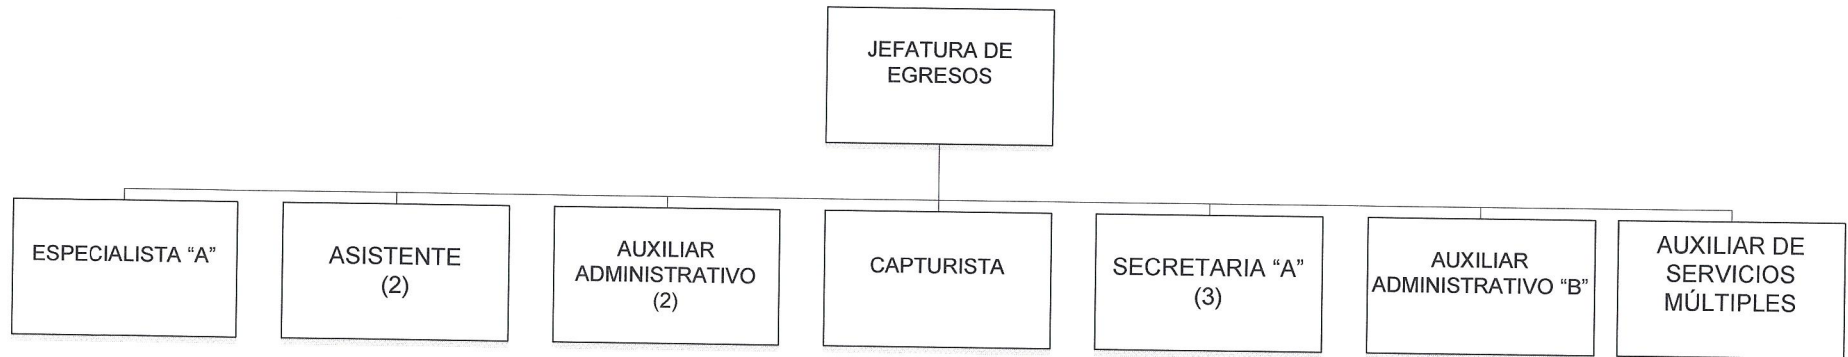 JEFATURA DE
EGRESOS
ESPECIALISTA “A”
ASISTENTE
(2)
AUXILIAR
ADMINISTRATIVO
(2)
CAPTURISTA
SECRETARIA “A”
(3)
AUXILIAR
ADMINISTRATIVO “B”
AUXILIAR DE
SERVICIOS
MÚLTIPLES